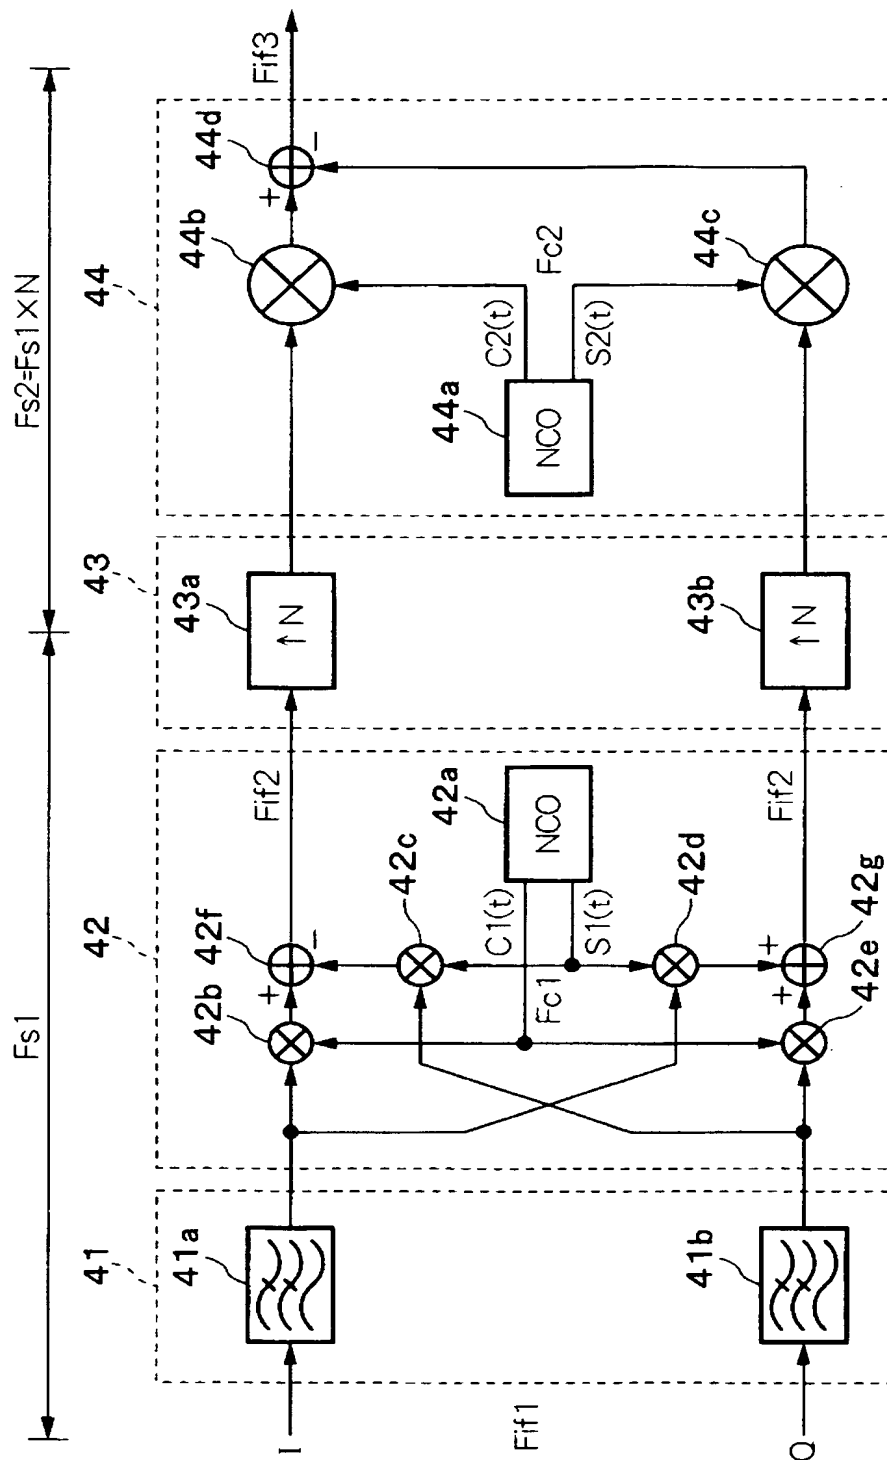 Fs1
Fs2=Fs1×N
41
42
43
44
I
Q
Fif1
41a
41b
42b
42f
42c
42a
NCO
C1(t)
S1(t)
Fc1
42d
42g
42e
+
−
+
+
Fif2
Fif2
43a
↑N
43b
↑N
44a
NCO
C2(t)
S2(t)
Fc2
44b
44c
44d
+
−
Fif3